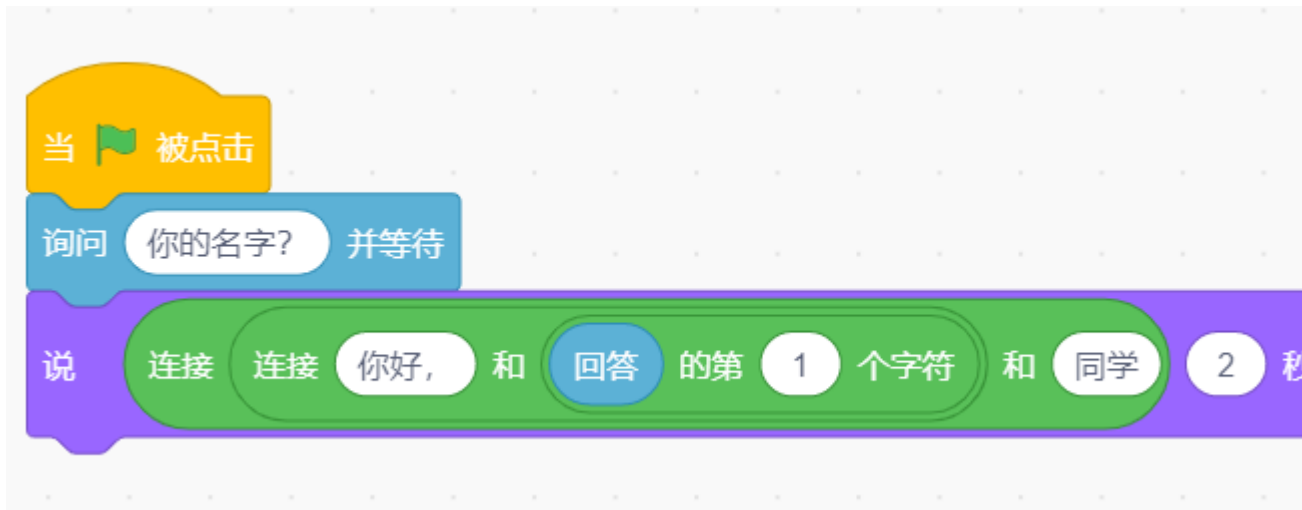 当 被点击
询问 你的名字? 并等待
说 连接 连接 你好, 和 回答 的第 1 个字符 和 同学 2 秒